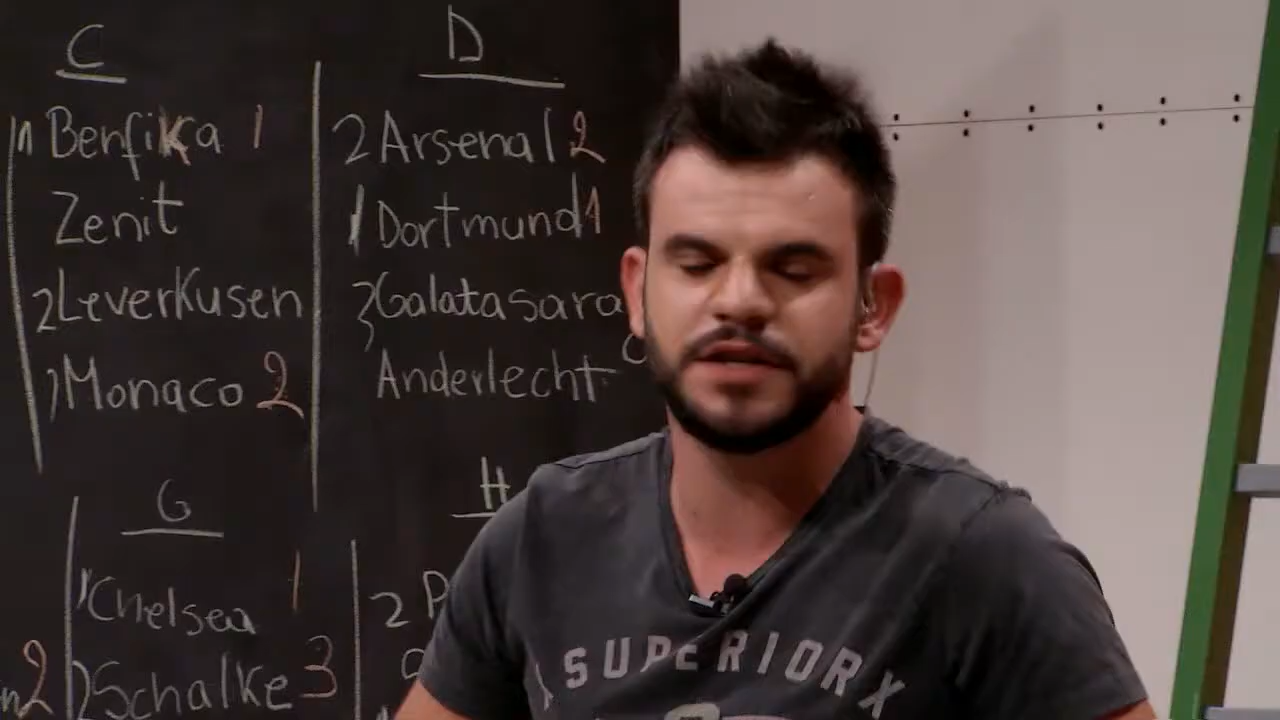 C
1 Benfika 1
Zenit
2 Leverkusen
1 Monaco 2
D
2 Arsenal 2
1 Dortmund 1
3 Galatasara
Anderlecht
G
1 Chelsea 1
2 Schalke 3
n 2
H
2 P
SUPERIOR